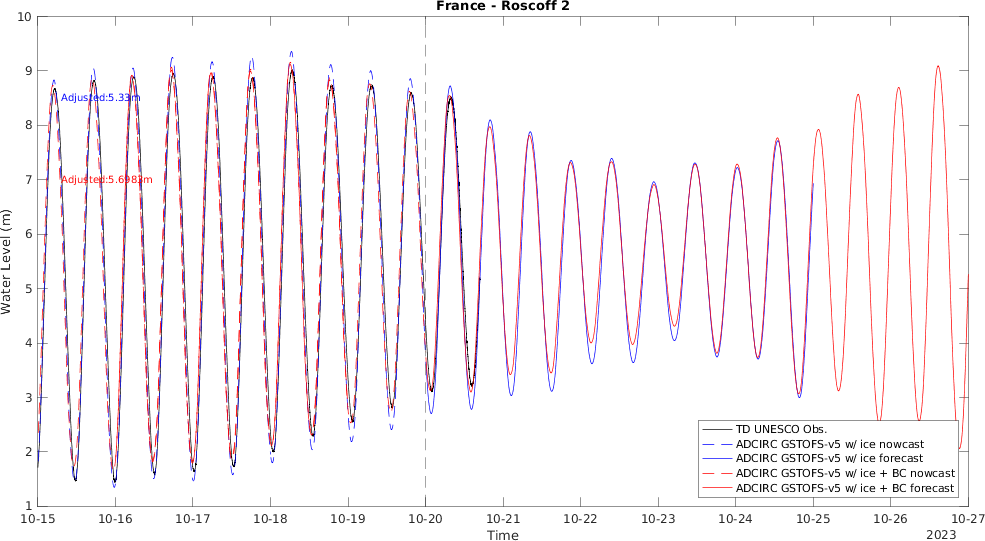 France - Roscoff 2
Water Level (m)
10
9
8
7
6
5
4
3
2
1
Adjusted:5.33m
Adjusted:5.6983m
TD UNESCO Obs.
ADCIRC GSTOFS-v5 w/ ice nowcast
ADCIRC GSTOFS-v5 w/ ice forecast
ADCIRC GSTOFS-v5 w/ ice + BC nowcast
ADCIRC GSTOFS-v5 w/ ice + BC forecast
10-15 10-16 10-17 10-18 10-19 10-20 10-21 10-22 10-23 10-24 10-25 10-26 10-27
Time
2023